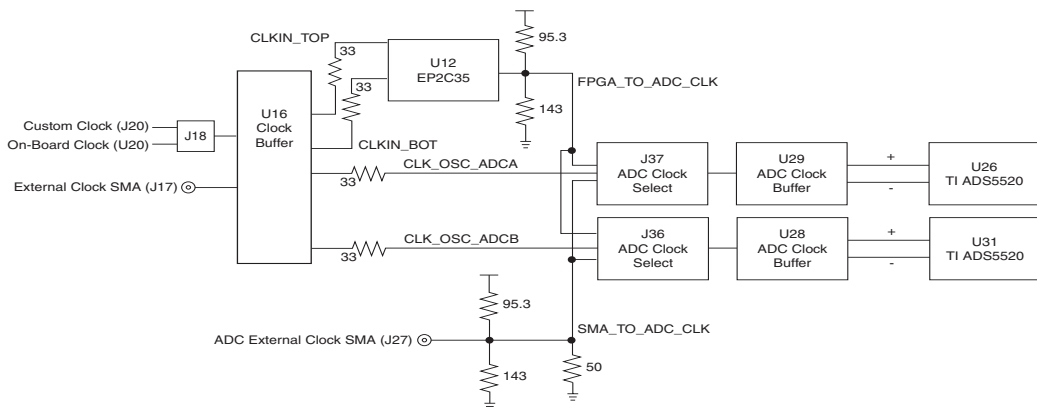 CLKIN_TOP
33
U12
EP2C35
95.3
FPGA_TO_ADC_CLK
33
143
U16
Clock
Buffer
Custom Clock (J20)
On-Board Clock (U20)
J18
CLKIN_BOT
External Clock SMA (J17)
CLK_OSC_ADCA
33
J37
ADC Clock
Select
U29
ADC Clock
Buffer
+
-
U26
TI ADS5520
CLK_OSC_ADCB
33
J36
ADC Clock
Select
U28
ADC Clock
Buffer
+
-
U31
TI ADS5520
95.3
SMA_TO_ADC_CLK
ADC External Clock SMA (J27)
143
50